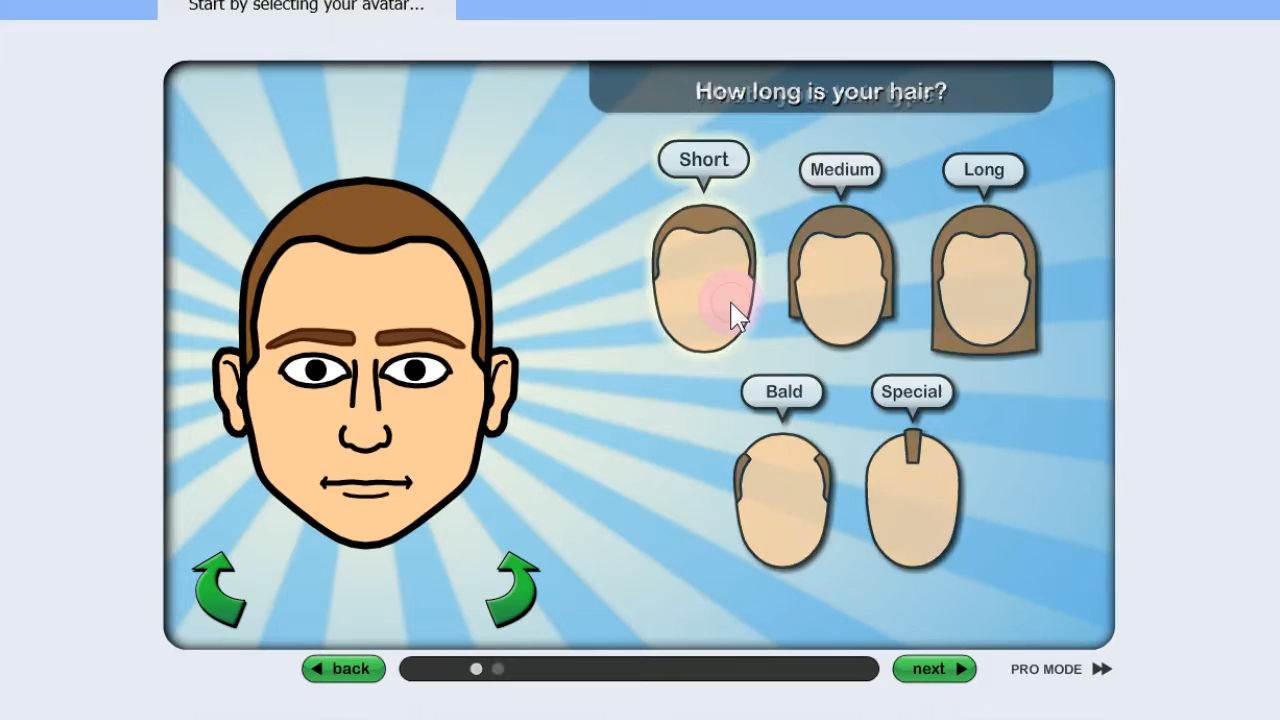 Start by selecting your avatar...
How long is your hair?
Short
Medium
Long
Bald
Special
back
next
PRO MODE